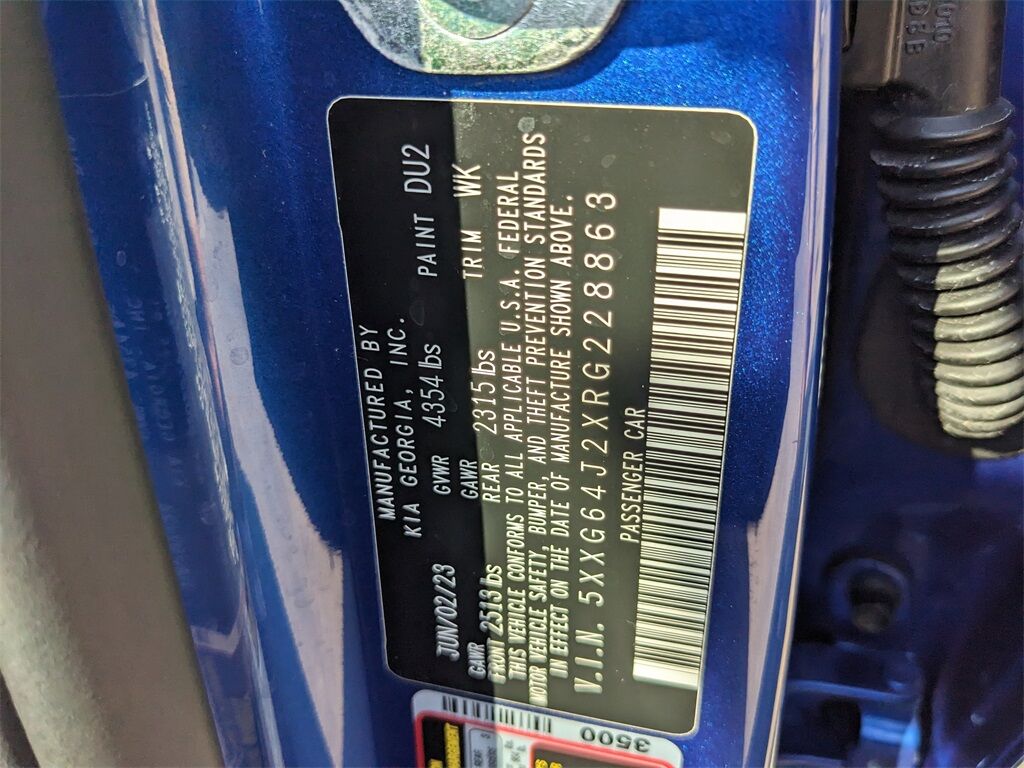 MANUFACTURED BY
KIA GEORGIA, INC.
JUN/02/23 GVWR 4354 lbs PAINT DU2
GAWR GAWR
FRONT 2513 lbs REAR 2315 lbs TRIM WK
THIS VEHICLE CONFORMS TO ALL APPLICABLE U.S.A. FEDERAL
MOTOR VEHICLE SAFETY, BUMPER, AND THEFT PREVENTION STANDARDS
IN EFFECT ON THE DATE OF MANUFACTURE SHOWN ABOVE.
V.I.N. 5XXG64J2XRG228863
PASSENGER CAR
3500